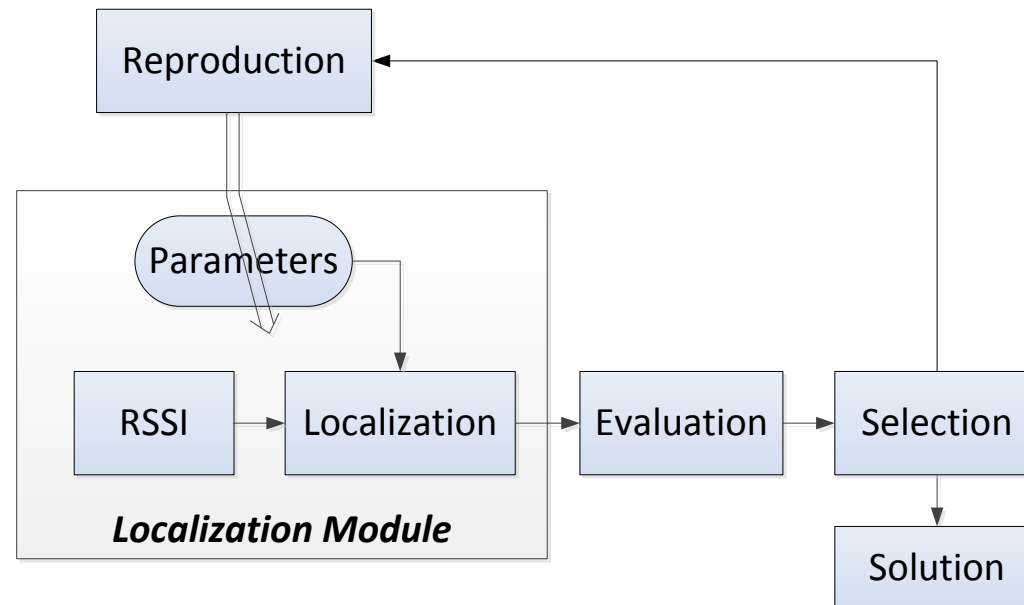 Reproduction
Parameters
RSSI
Localization
Evaluation
Selection
Localization Module
Solution